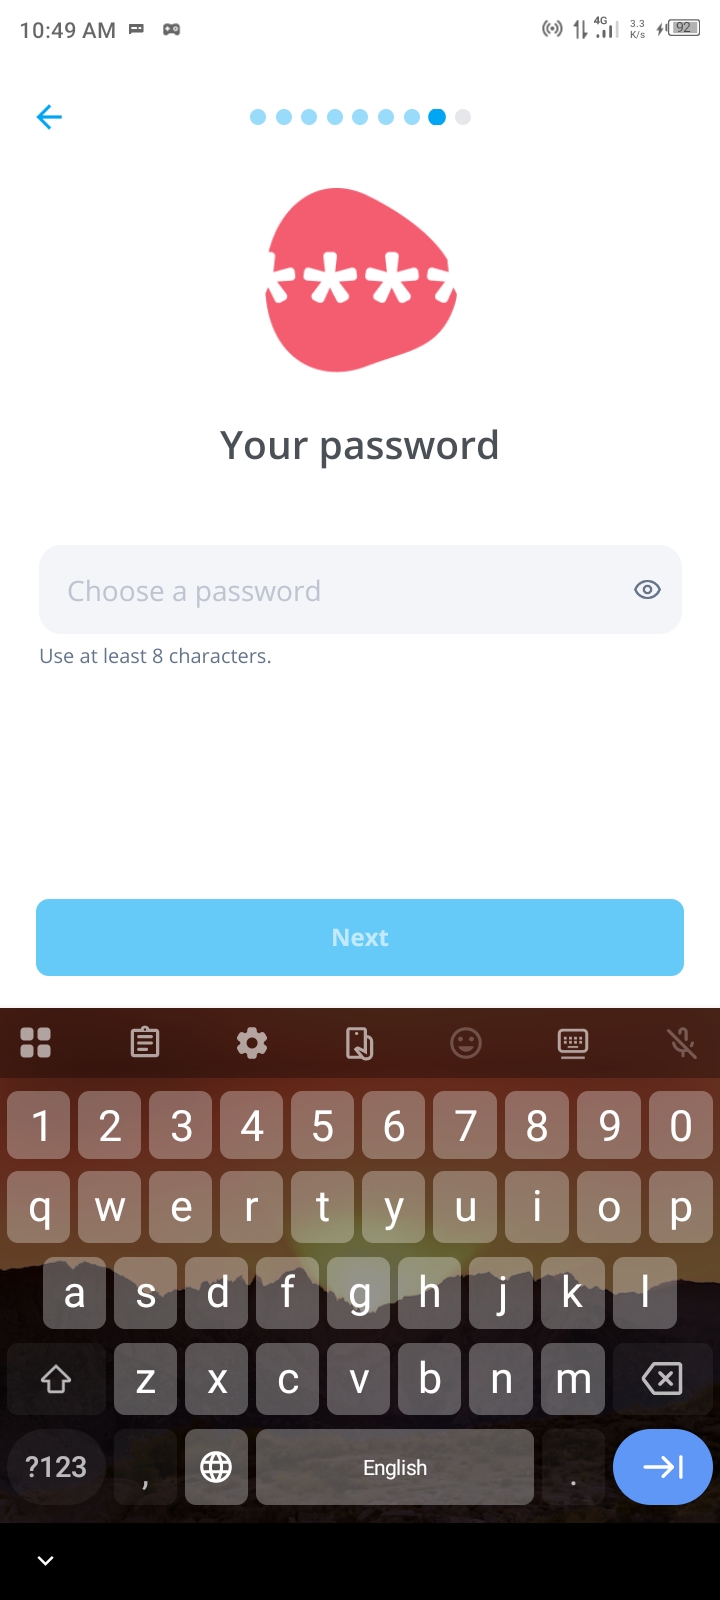 10:49 AM 4G 3.3 K/s 92
****
Your password
Choose a password
Use at least 8 characters.
Next
1 2 3 4 5 6 7 8 9 0
q w e r t y u i o p
a s d f g h j k l
z x c v b n m
?123 , English .